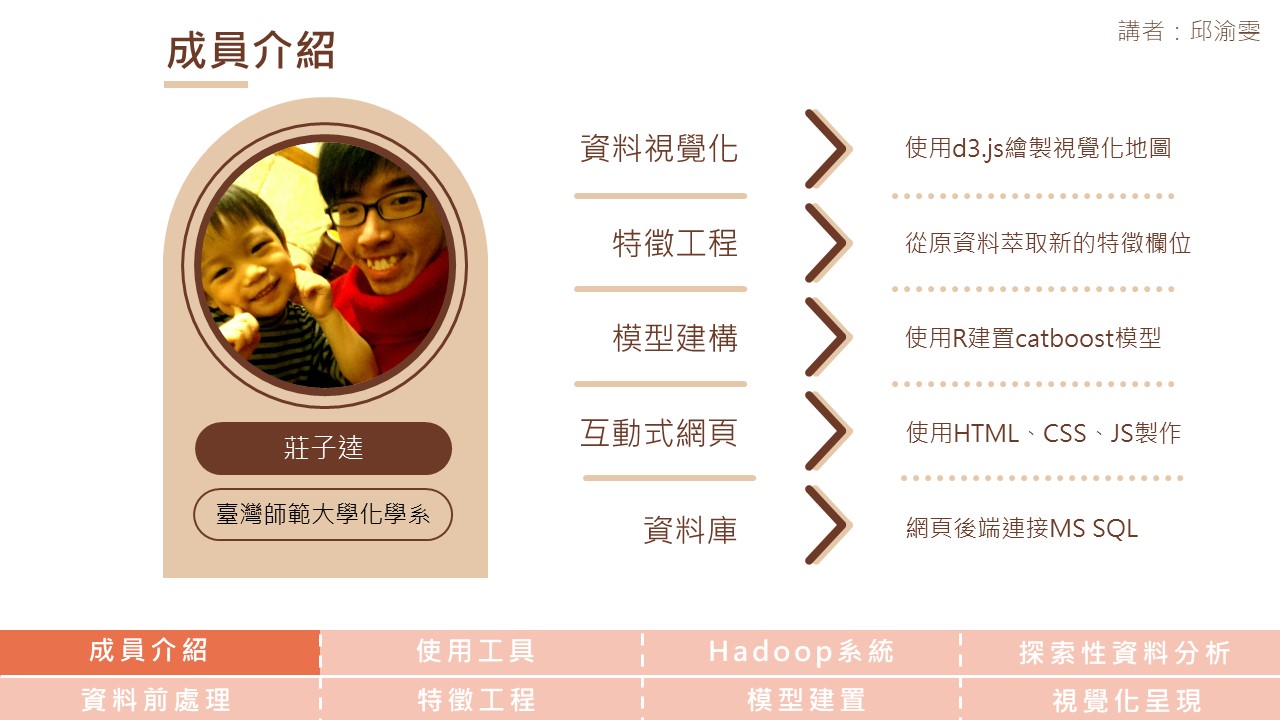 成員介紹
講者：邱渝雯
資料視覺化
使用d3.js繪製視覺化地圖
特徵工程
從原資料萃取新的特徵欄位
模型建構
使用R建置catboost模型
互動式網頁
使用HTML、CSS、JS製作
資料庫
網頁後端連接MS SQL
莊子逵
臺灣師範大學化學系
成員介紹
使用工具
Hadoop系統
探索性資料分析
資料前處理
特徵工程
模型建置
視覺化呈現